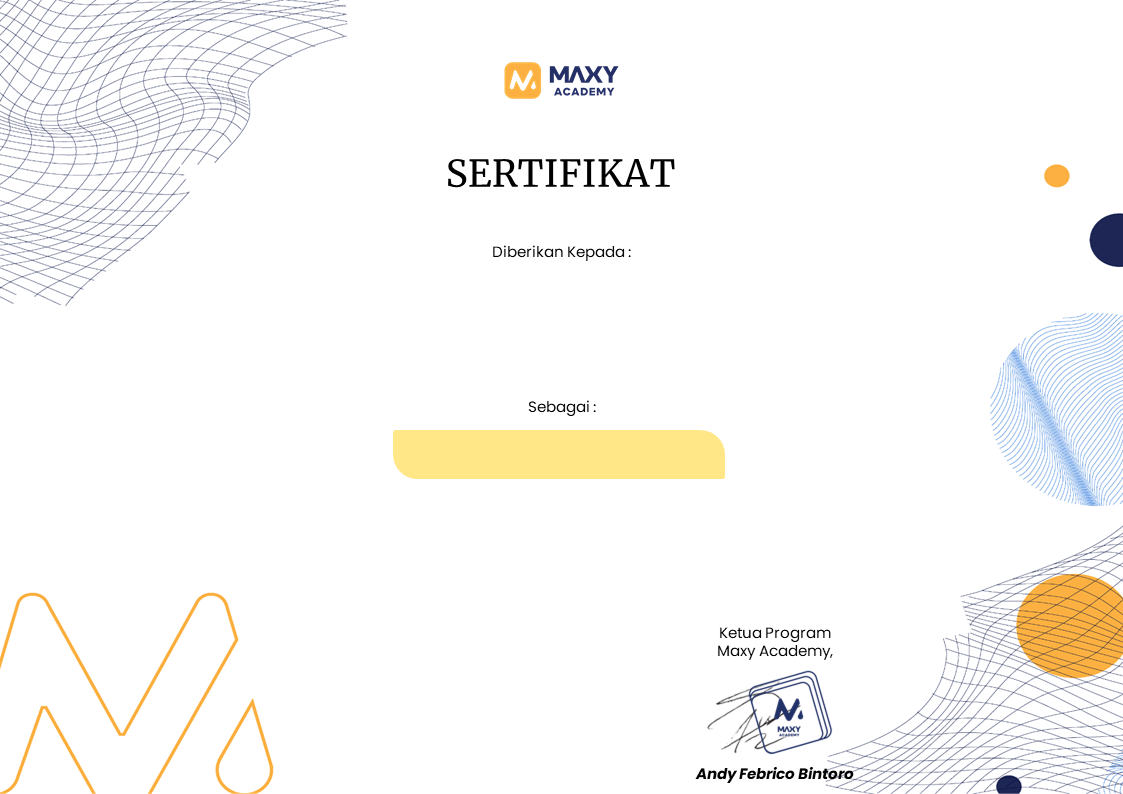 MAXY
ACADEMY
SERTIFIKAT
Diberikan Kepada :
Sebagai :
Ketua Program
Maxy Academy,
MAXY
ACADEMY
Andy Febrico Bintoro